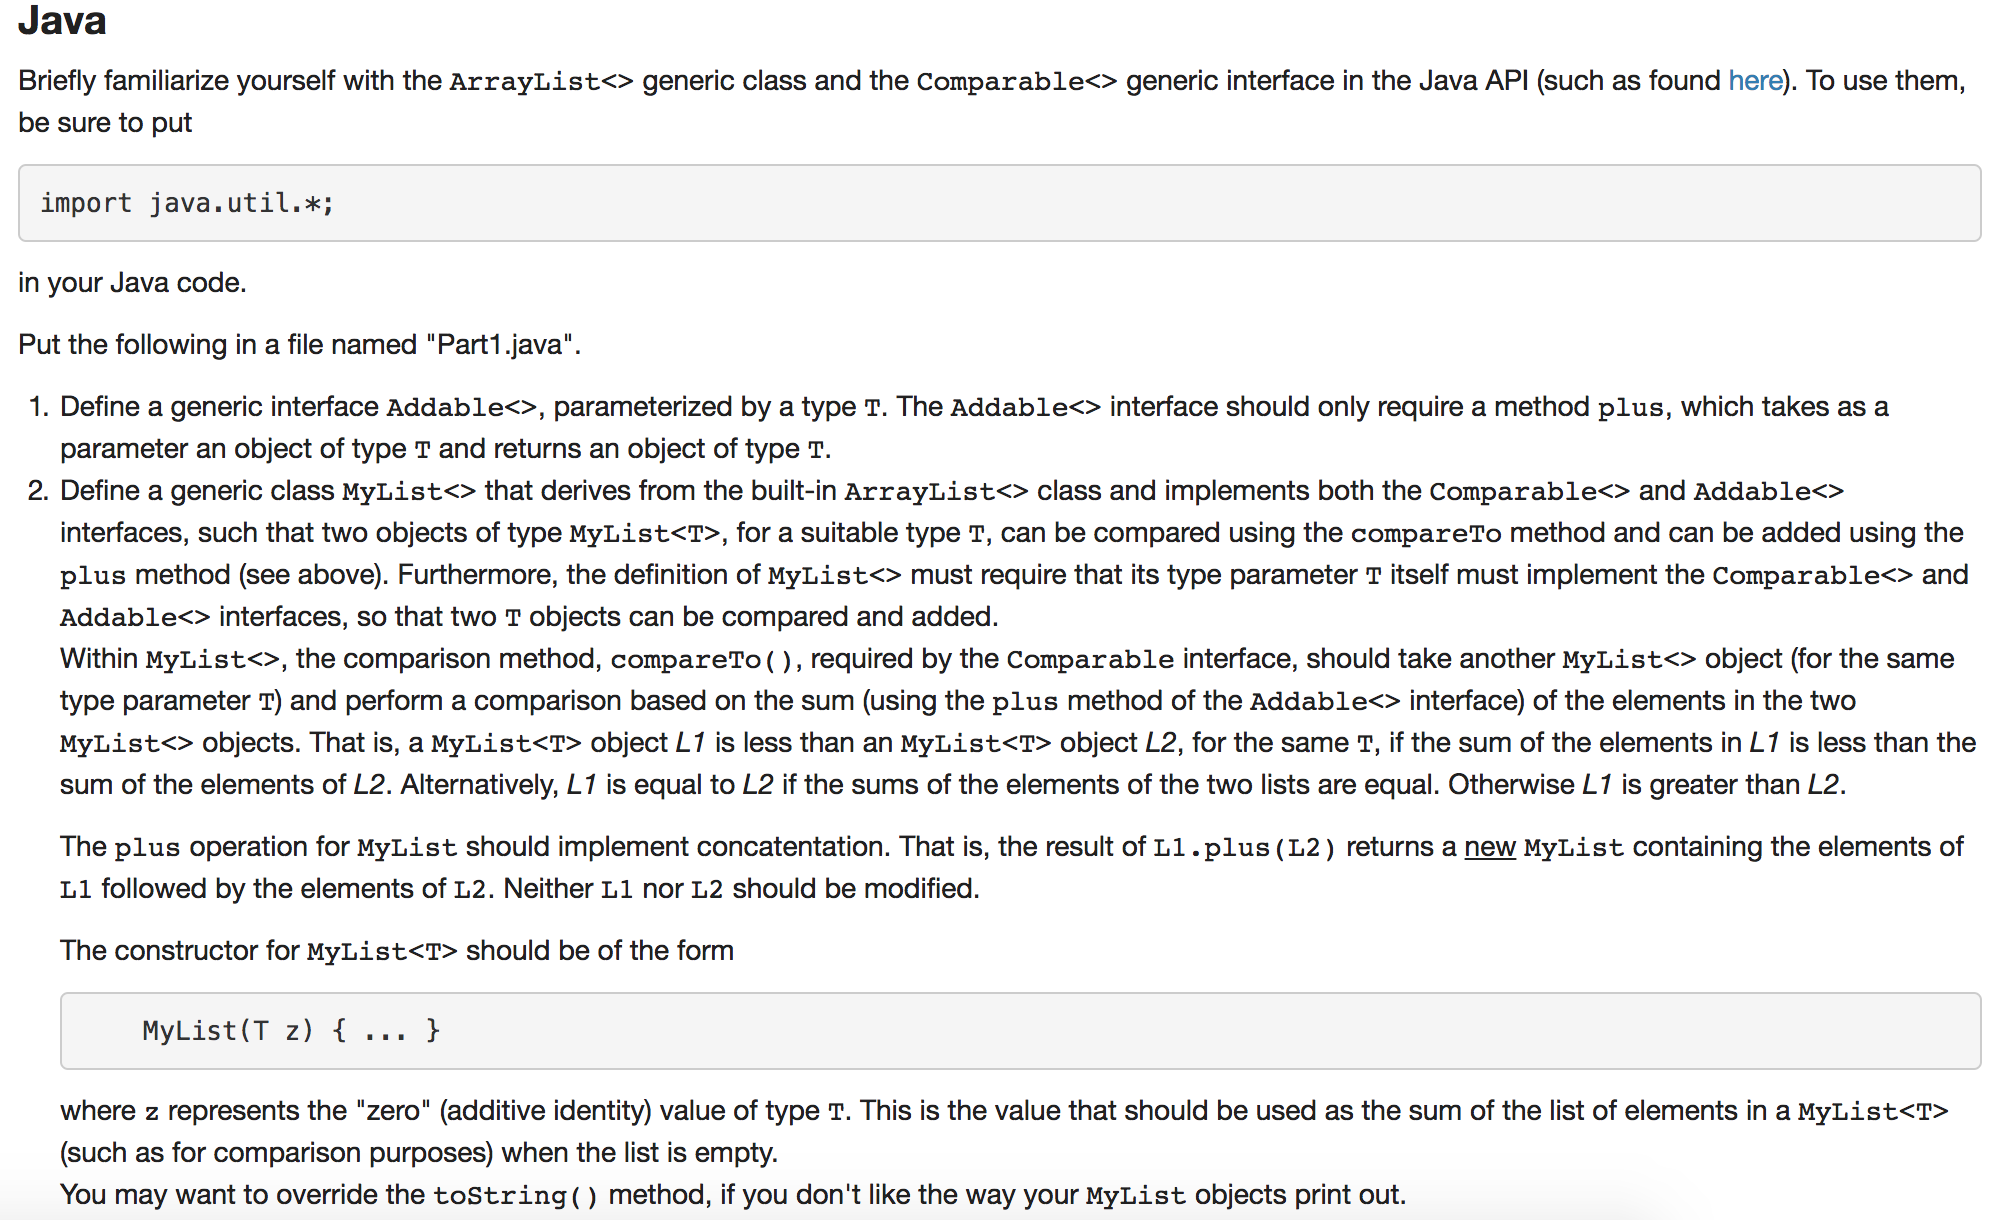 Java
Briefly familiarize yourself with the ArrayList<> generic class and the Comparable<> generic interface in the Java API (such as found here). To use them,
be sure to put
import java.util.*;
in your Java code.
Put the following in a file named "Part1.java".
1. Define a generic interface Addable<>, parameterized by a type T. The Addable<> interface should only require a method plus, which takes as a
parameter an object of type T and returns an object of type T.
2. Define a generic class MyList<> that derives from the built-in ArrayList<> class and implements both the Comparable<> and Addable<>
interfaces, such that two objects of type MyList<T>, for a suitable type T, can be compared using the compareTo method and can be added using the
plus method (see above). Furthermore, the definition of MyList<> must require that its type parameter T itself must implement the Comparable<> and
Addable<> interfaces, so that two T objects can be compared and added.
Within MyList<>, the comparison method, compareTo(), required by the Comparable interface, should take another MyList<> object (for the same
type parameter T) and perform a comparison based on the sum (using the plus method of the Addable<> interface) of the elements in the two
MyList<> objects. That is, a MyList<T> object L1 is less than an MyList<T> object L2, for the same T, if the sum of the elements in L1 is less than the
sum of the elements of L2. Alternatively, L1 is equal to L2 if the sums of the elements of the two lists are equal. Otherwise L1 is greater than L2.
The plus operation for MyList should implement concatentation. That is, the result of L1.plus(L2) returns a new MyList containing the elements of
L1 followed by the elements of L2. Neither L1 nor L2 should be modified.
The constructor for MyList<T> should be of the form
MyList(T z) { ... }
where z represents the "zero" (additive identity) value of type T. This is the value that should be used as the sum of the list of elements in a MyList<T>
(such as for comparison purposes) when the list is empty.
You may want to override the toString() method, if you don't like the way your MyList objects print out.